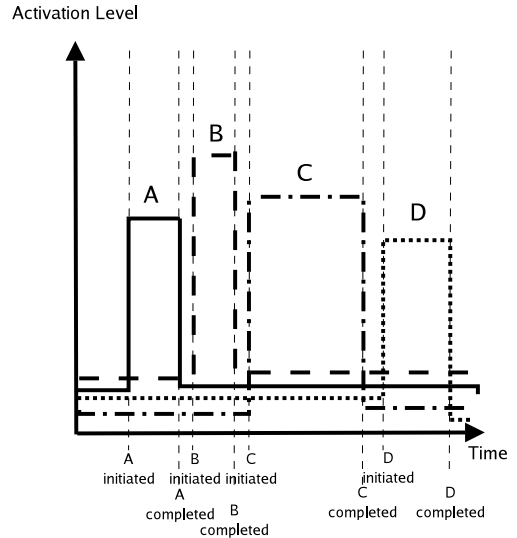 Activation Level
B
C
A
D
Time
A
initiated
A
completed
B
initiated
B
completed
C
initiated
C
completed
D
initiated
D
completed